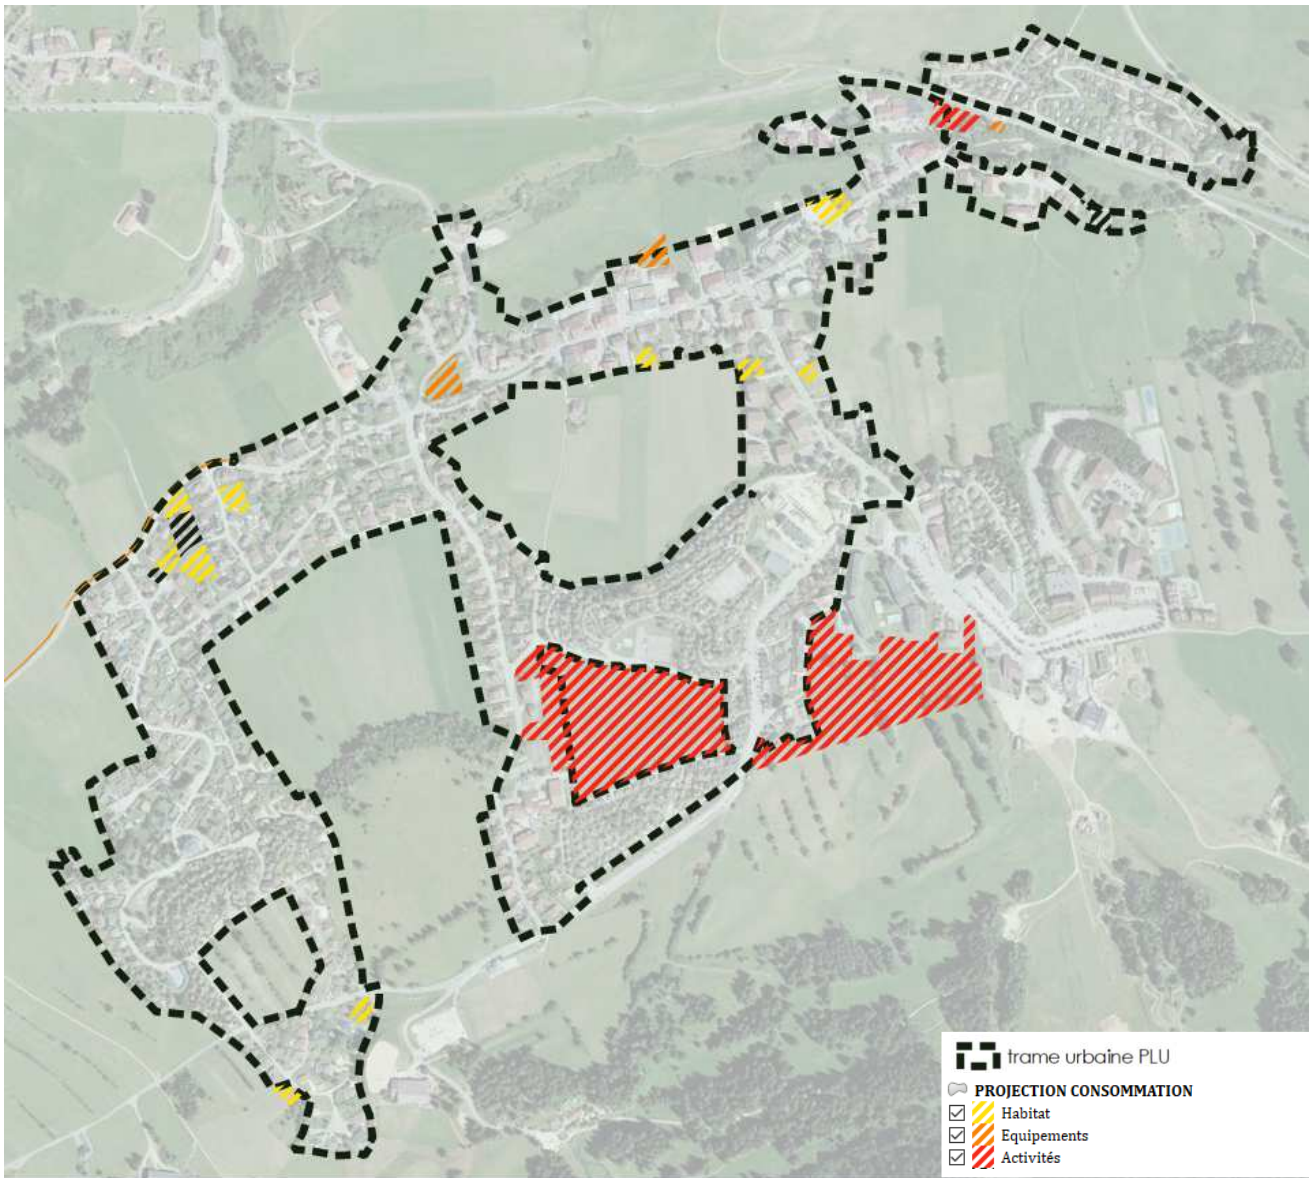 trame urbaine PLU
PROJECTION CONSOMMATION
Habitat
Equipements
Activités